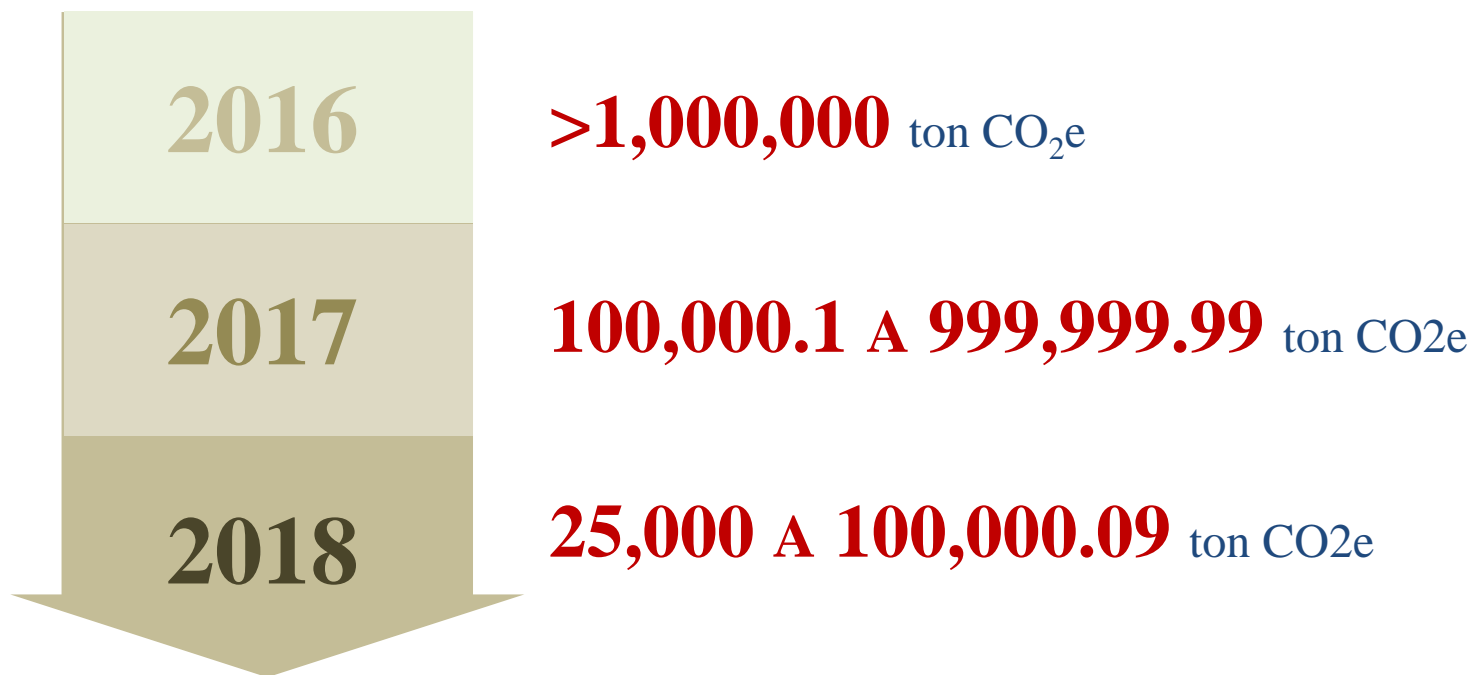 2016 >1,000,000 ton CO₂e
2017 100,000.1 A 999,999.99 ton CO2e
2018 25,000 A 100,000.09 ton CO2e